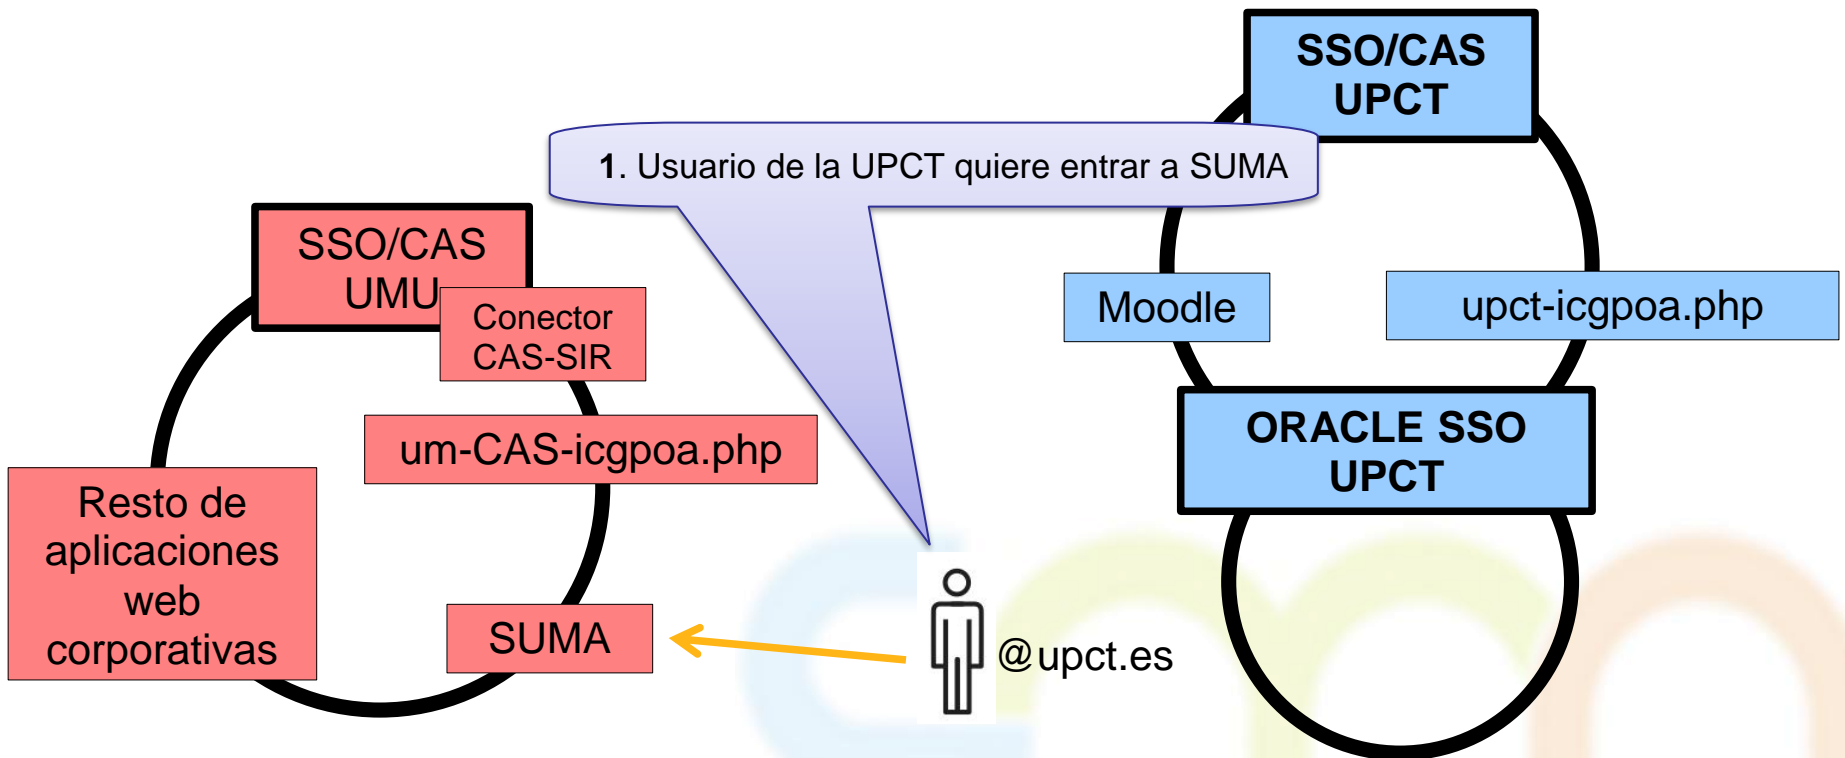 SSO/CAS
UPCT
1. Usuario de la UPCT quiere entrar a SUMA
SSO/CAS
UMU
Conector
CAS-SIR
Moodle
upct-icgpoa.php
um-CAS-icgpoa.php
ORACLE SSO
UPCT
Resto de
aplicaciones
web
corporativas
SUMA
@upct.es